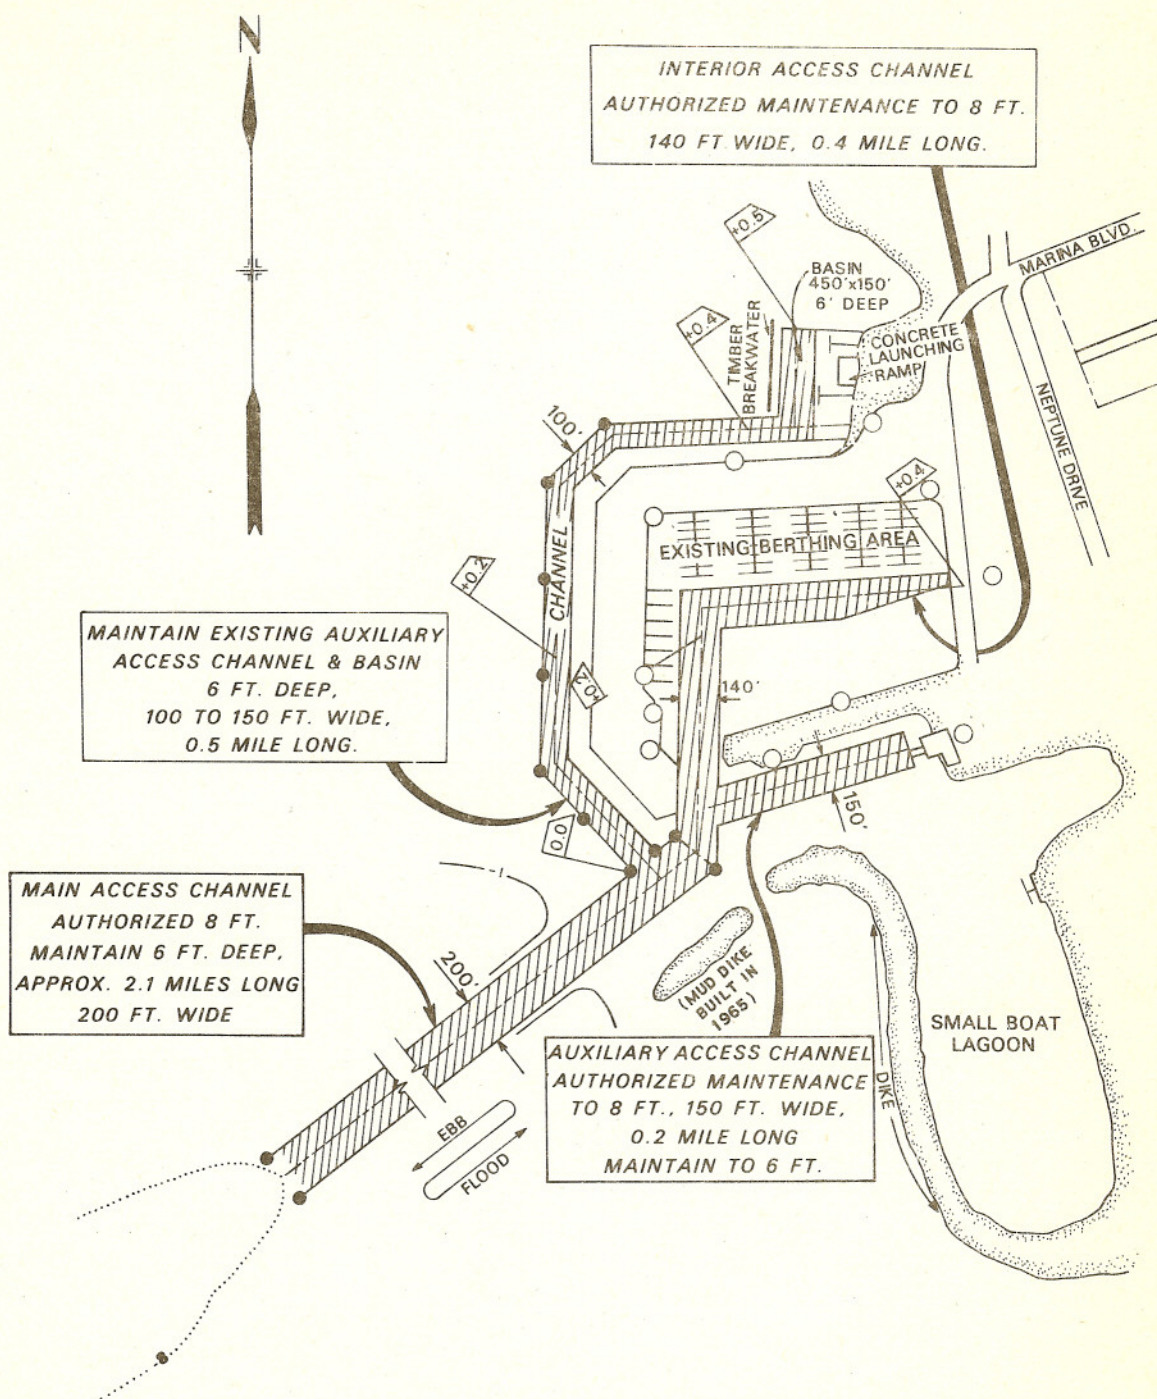 N
INTERIOR ACCESS CHANNEL
AUTHORIZED MAINTENANCE TO 8 FT.
140 FT. WIDE, 0.4 MILE LONG.
+0.5
BASIN
450'x150'
6' DEEP
MARINA BLVD.
+0.4
TIMBER
BREAKWATER
CONCRETE
LAUNCHING
RAMP
NEPTUNE DRIVE
100'
+0.4
EXISTING BERTHING AREA
CHANNEL
+0.2
MAINTAIN EXISTING AUXILIARY
ACCESS CHANNEL & BASIN
6 FT. DEEP,
100 TO 150 FT. WIDE,
0.5 MILE LONG.
+0.2
140'
150'
0.0
MAIN ACCESS CHANNEL
AUTHORIZED 8 FT.
MAINTAIN 6 FT. DEEP,
APPROX. 2.1 MILES LONG
200 FT. WIDE
200'
(MUD DIKE
BUILT IN
1965)
SMALL BOAT
LAGOON
DIKE
AUXILIARY ACCESS CHANNEL
AUTHORIZED MAINTENANCE
TO 8 FT., 150 FT. WIDE,
0.2 MILE LONG
MAINTAIN TO 6 FT.
EBB
FLOOD